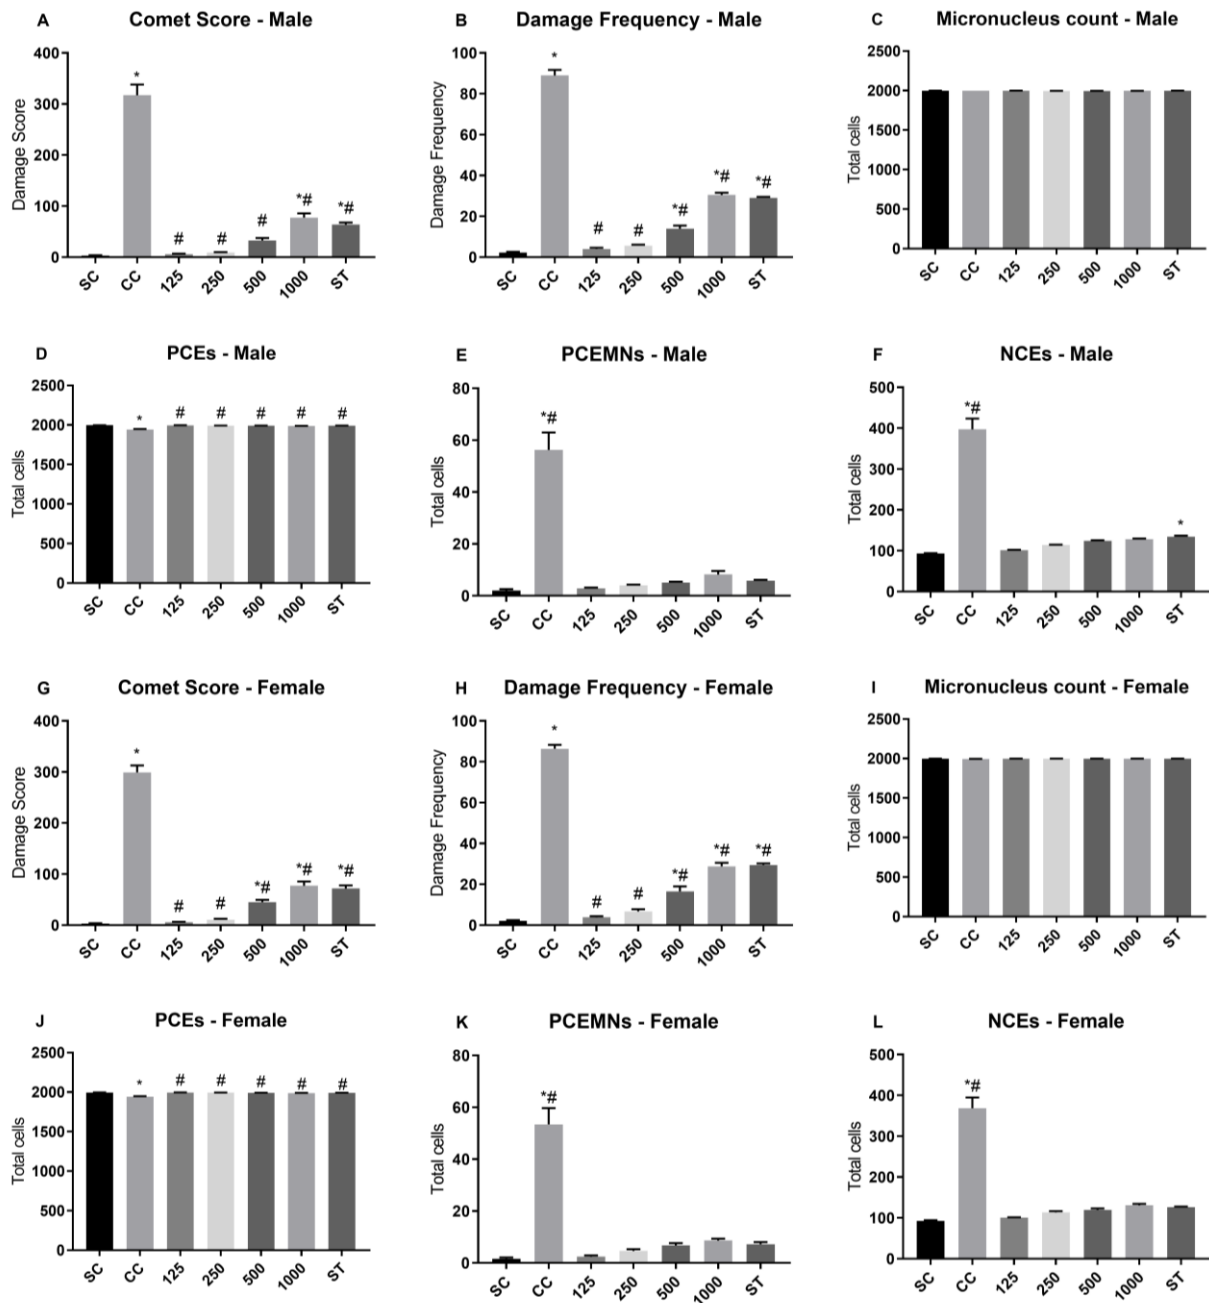 A Comet Score - Male
Damage Score
400
300
200
100
0
*
#
#
#
*#
*#
SC CC 125 250 500 1000 ST
B Damage Frequency - Male
Damage Frequency
100
80
60
40
20
0
*
#
#
*#
*#
*#
SC CC 125 250 500 1000 ST
C Micronucleus count - Male
Total cells
2500
2000
1500
1000
500
0
SC CC 125 250 500 1000 ST
D PCEs - Male
Total cells
2500
2000
1500
1000
500
0
* # # # # #
SC CC 125 250 500 1000 ST
E PCEMNs - Male
Total cells
80
60
40
20
0
*#
SC CC 125 250 500 1000 ST
F NCEs - Male
Total cells
500
400
300
200
100
0
*#
*
SC CC 125 250 500 1000 ST
G Comet Score - Female
Damage Score
400
300
200
100
0
*
#
#
*#
*#
*#
SC CC 125 250 500 1000 ST
H Damage Frequency - Female
Damage Frequency
100
80
60
40
20
0
*
#
#
*#
*#
*#
SC CC 125 250 500 1000 ST
I Micronucleus count - Female
Total cells
2500
2000
1500
1000
500
0
SC CC 125 250 500 1000 ST
J PCEs - Female
Total cells
2500
2000
1500
1000
500
0
* # # # # #
SC CC 125 250 500 1000 ST
K PCEMNs - Female
Total cells
80
60
40
20
0
*#
SC CC 125 250 500 1000 ST
L NCEs - Female
Total cells
500
400
300
200
100
0
*#
SC CC 125 250 500 1000 ST